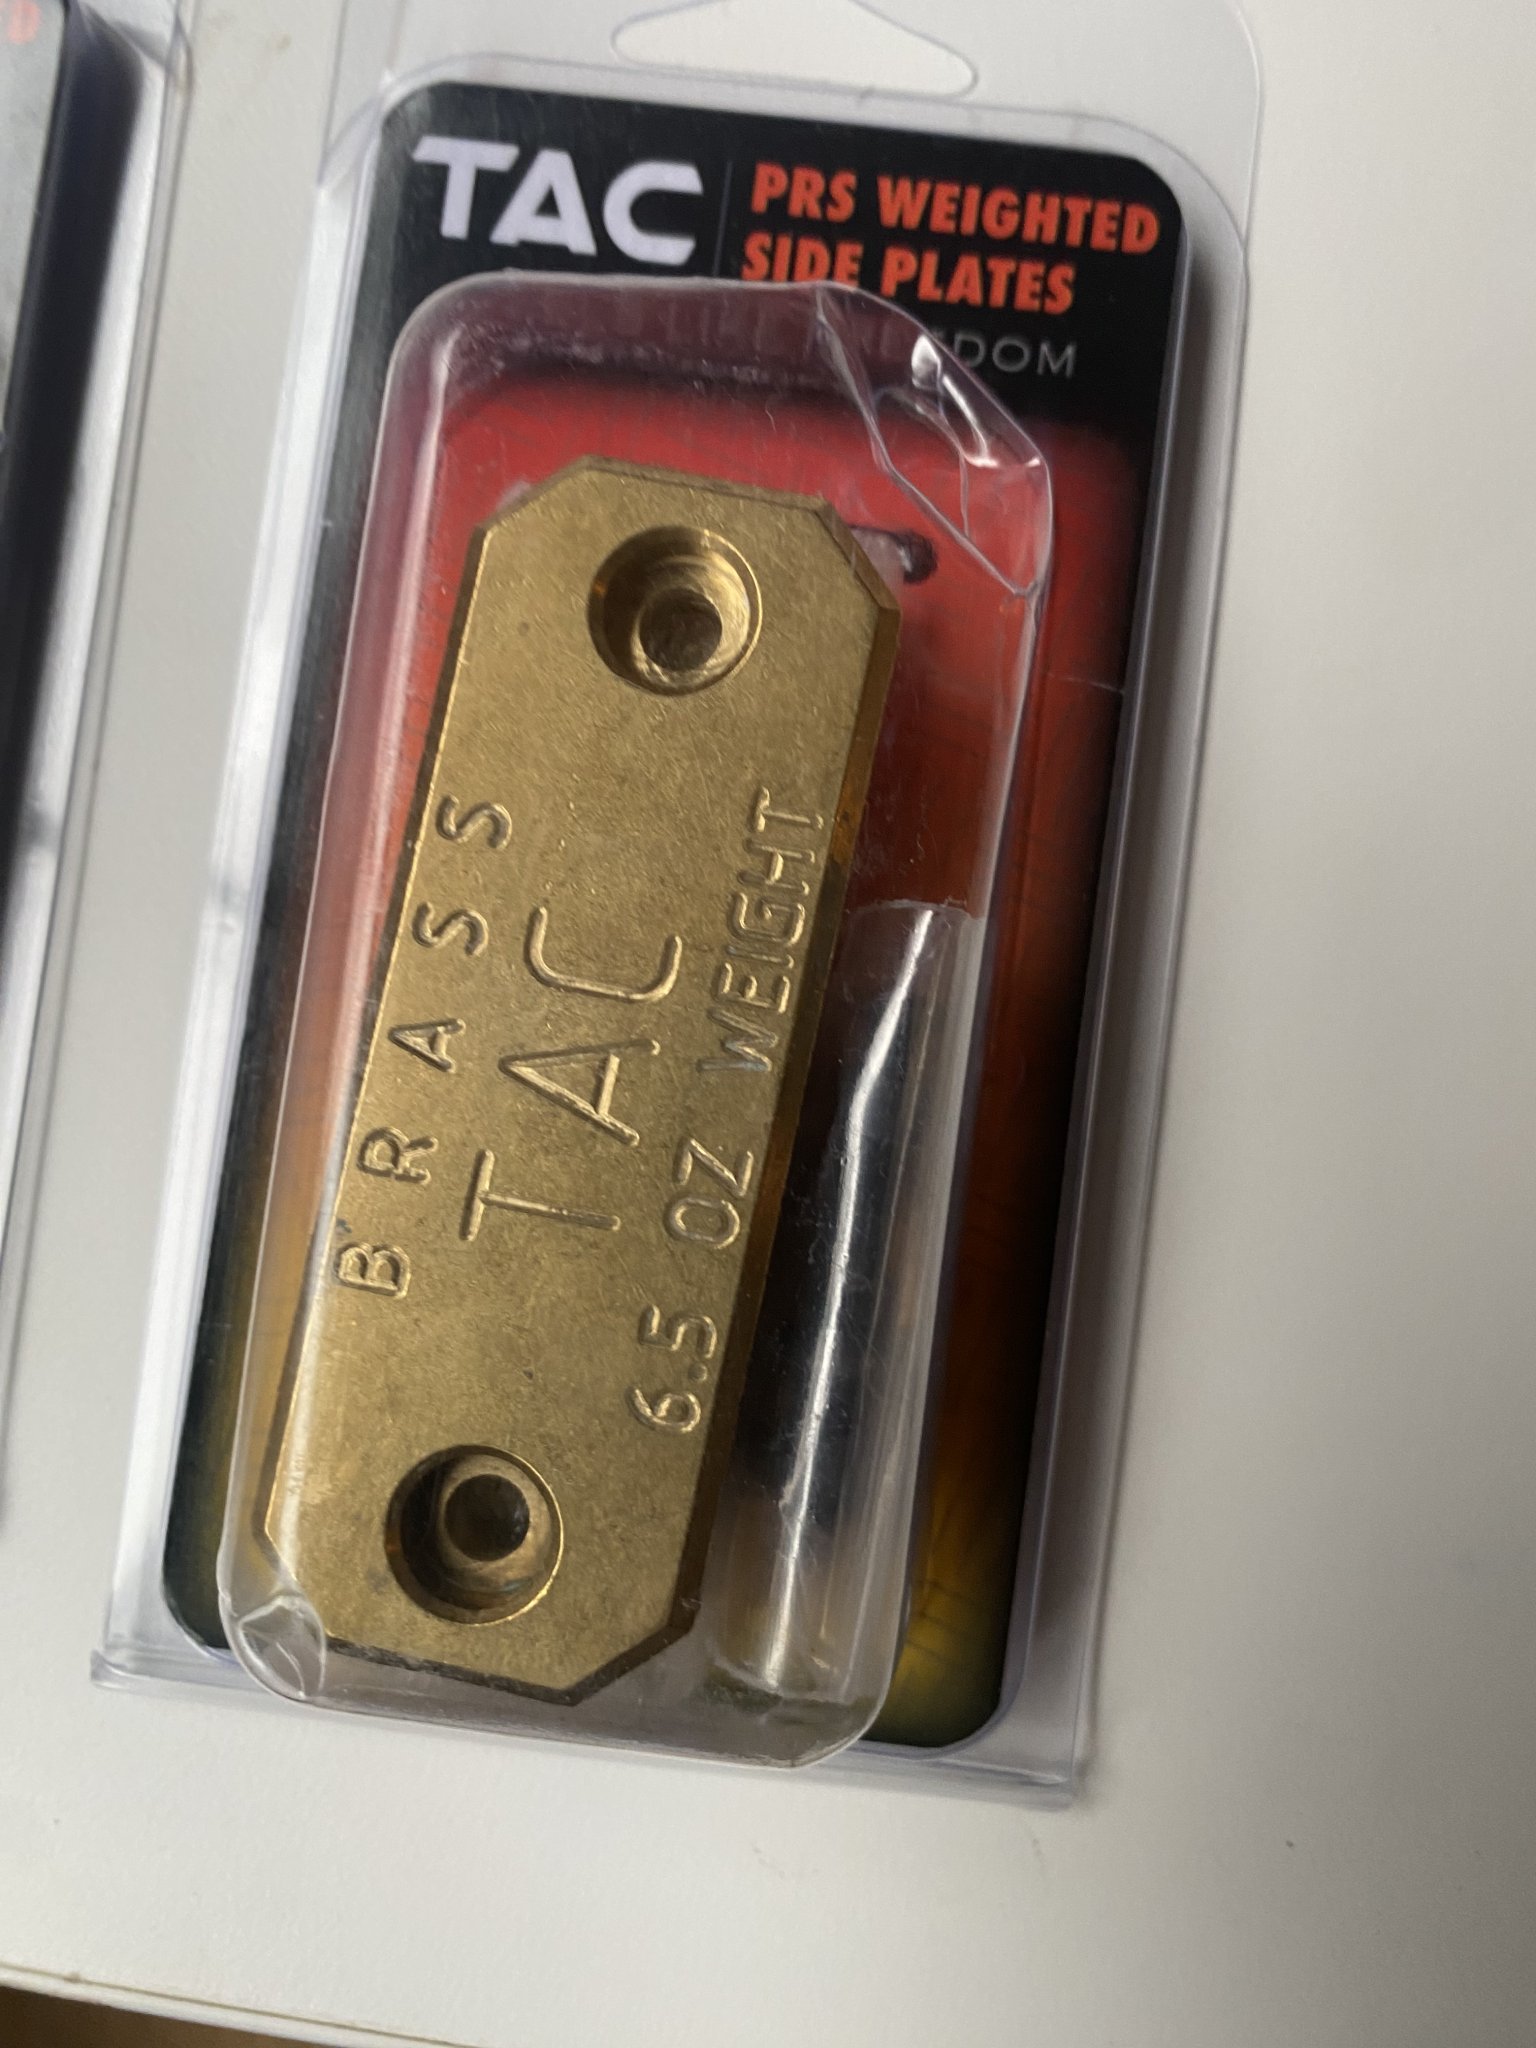 TAC
PRS WEIGHTED
SIDE PLATES
BRASS
TAC
6.5 OZ WEIGHT